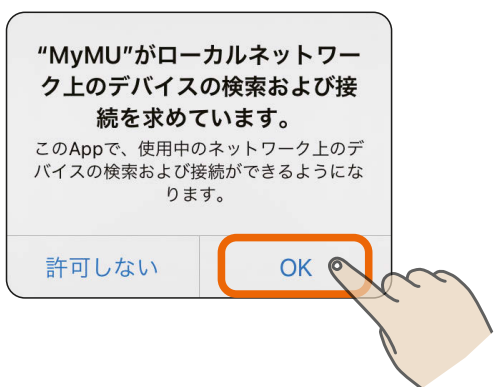 “MyMU”がローカルネットワー
ク上のデバイスの検索および接
続を求めています。
このAppで、使用中のネットワーク上のデ
バイスの検索および接続ができるようにな
ります。
許可しない
OK